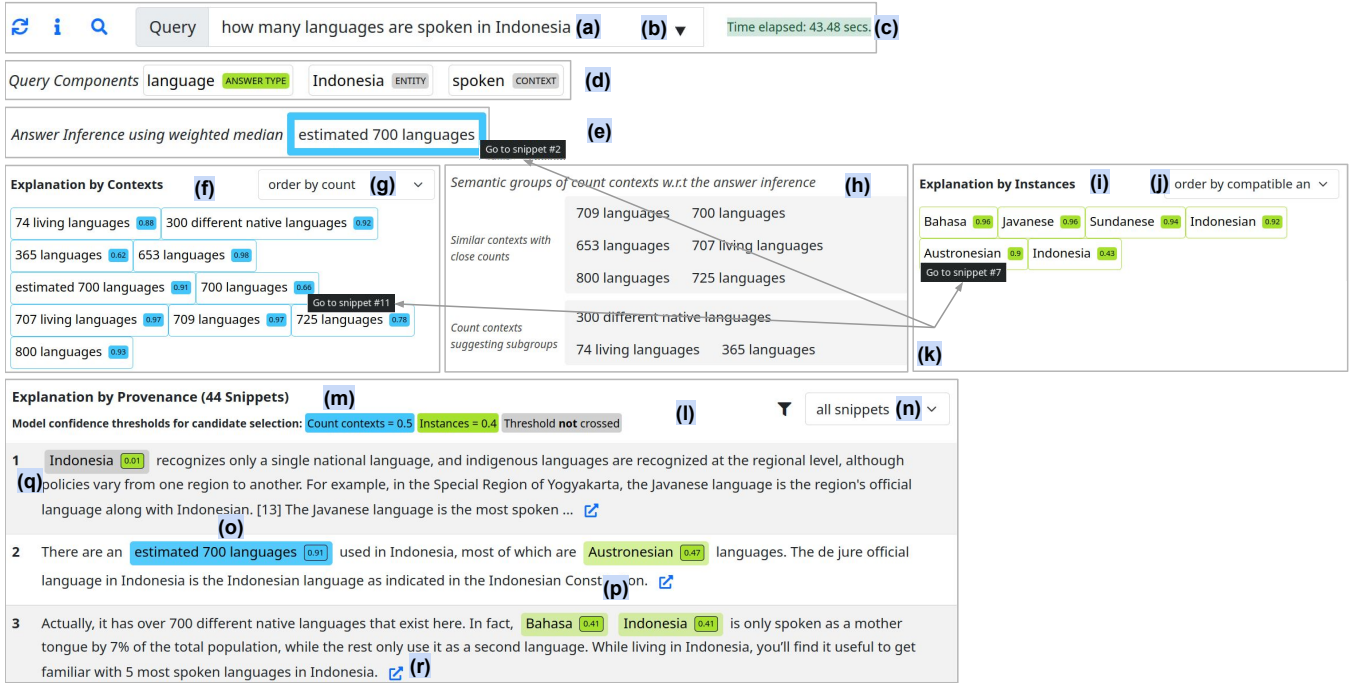 Query how many languages are spoken in Indonesia (a) (b) Time elapsed: 43.48 secs. (c)
Query Components language ANSWER TYPE Indonesia ENTITY spoken CONTEXT (d)
Answer Inference using weighted median estimated 700 languages (e)
Go to snippet #2
Explanation by Contexts (f) order by count (g)
74 living languages 0.88 300 different native languages 0.92
365 languages 0.62 653 languages 0.98
estimated 700 languages 0.91 700 languages 0.66
Go to snippet #11
707 living languages 0.97 709 languages 0.97 725 languages 0.78
800 languages 0.93
Semantic groups of count contexts w.r.t the answer inference (h)
Similar contexts with
close counts
709 languages 700 languages
653 languages 707 living languages
800 languages 725 languages
Count contexts
suggesting subgroups
300 different native languages
74 living languages 365 languages
Explanation by Instances (i) (j) order by compatible an
Bahasa 0.96 Javanese 0.96 Sundanese 0.94 Indonesian 0.92
Austronesian 0.9 Indonesia 0.43
Go to snippet #7
(k)
Explanation by Provenance (44 Snippets) (m)
Model confidence thresholds for candidate selection: Count contexts = 0.5 Instances = 0.4 Threshold not crossed (l) all snippets (n)
1 Indonesia 0.01 recognizes only a single national language, and indigenous languages are recognized at the regional level, although
(q) policies vary from one region to another. For example, in the Special Region of Yogyakarta, the Javanese language is the region's official
language along with Indonesian. [13] The Javanese language is the most spoken ...
(o)
2 There are an estimated 700 languages 0.91 used in Indonesia, most of which are Austronesian 0.47 languages. The de jure official
language in Indonesia is the Indonesian language as indicated in the Indonesian Const (p) on.
3 Actually, it has over 700 different native languages that exist here. In fact, Bahasa 0.41 Indonesia 0.41 is only spoken as a mother
tongue by 7% of the total population, while the rest only use it as a second language. While living in Indonesia, you'll find it useful to get
familiar with 5 most spoken languages in Indonesia. (r)